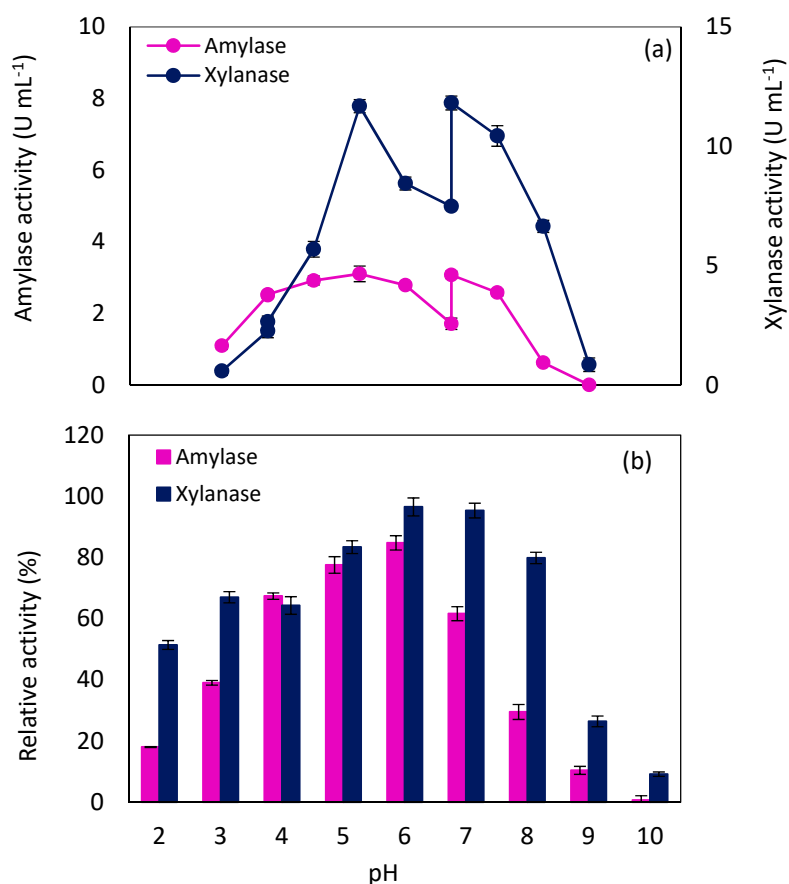 (a)
Amylase
Xylanase
Amylase activity (U mL⁻¹)
10
8
6
4
2
0
Xylanase activity (U mL⁻¹)
15
10
5
0
(b)
Amylase
Xylanase
Relative activity (%)
120
100
80
60
40
20
0
2 3 4 5 6 7 8 9 10
pH